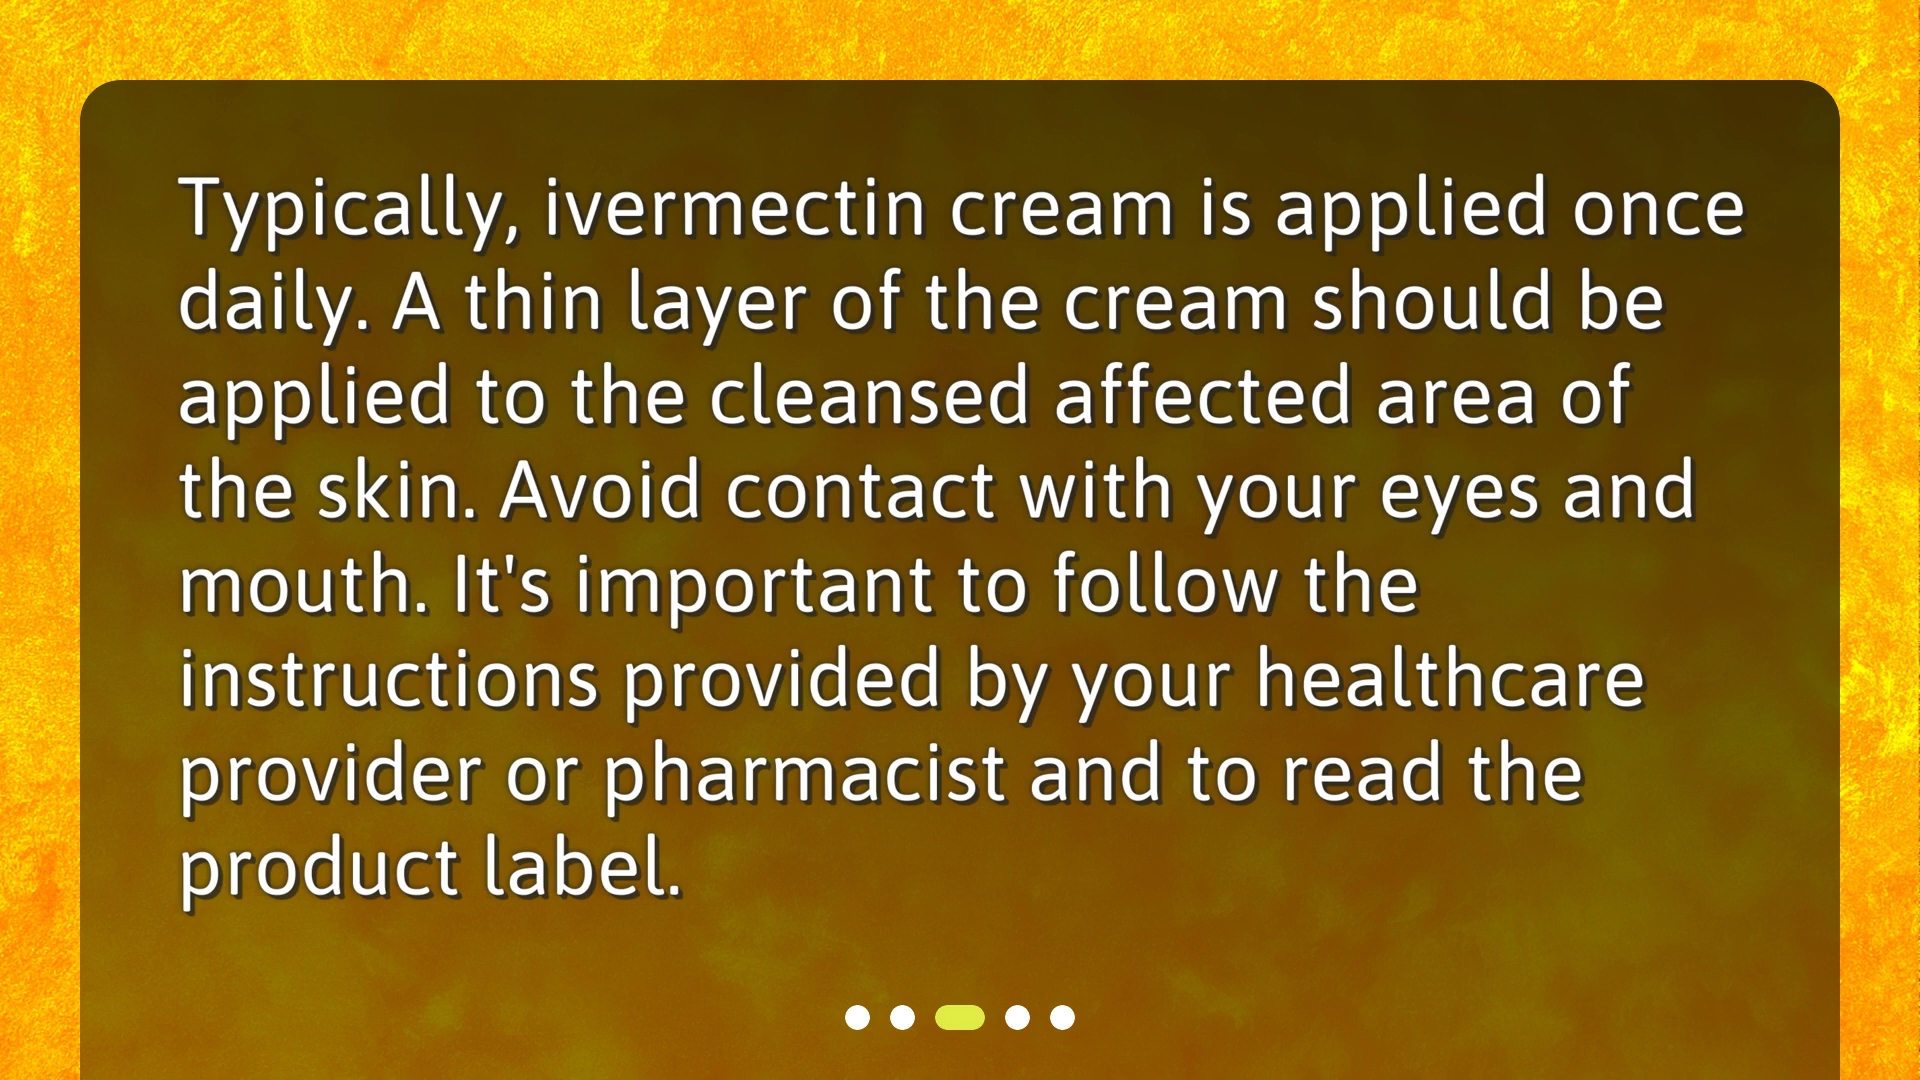 Typically, ivermectin cream is applied once
daily. A thin layer of the cream should be
applied to the cleansed affected area of
the skin. Avoid contact with your eyes and
mouth. It's important to follow the
instructions provided by your healthcare
provider or pharmacist and to read the
product label.